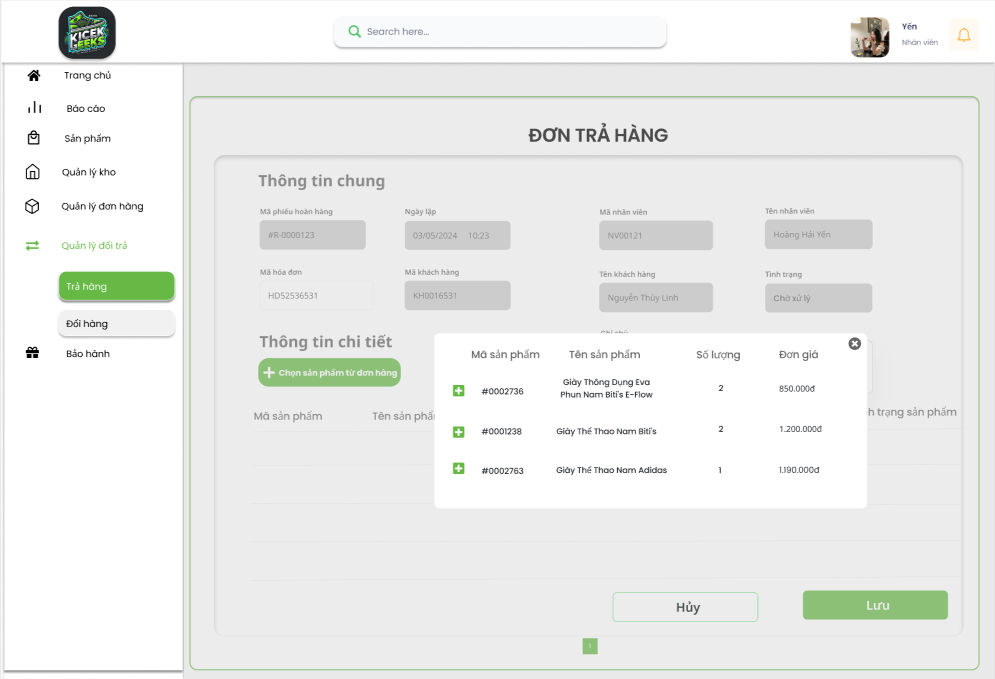 KICEK
GEEKS
Search here...
Yến
Nhân viên
Trang chủ
Báo cáo
Sản phẩm
Quản lý kho
Quản lý đơn hàng
Quản lý đổi trả
Trả hàng
Đổi hàng
Bảo hành
ĐƠN TRẢ HÀNG
Thông tin chung
Mã phiếu hoàn hàng
Ngày lập
Mã nhân viên
Tên nhân viên
#R-0000123
03/05/2024 10:23
NV00121
Hoàng Hải Yến
Mã hóa đơn
Mã khách hàng
Tên khách hàng
Tình trạng
HD52536531
KH0016531
Nguyễn Thùy Linh
Chờ xử lý
Thông tin chi tiết
Ghi chú
Chọn sản phẩm từ đơn hàng
Mã sản phẩm
Tên sản phẩ
h trạng sản phẩm
Mã sản phẩm
Tên sản phẩm
Số lượng
Đơn giá
#0002736
Giày Thông Dụng Eva
Phun Nam Biti's E-Flow
2
850.000đ
#0001238
Giày Thể Thao Nam Biti's
2
1.200.000đ
#0002763
Giày Thể Thao Nam Adidas
1
1.190.000đ
Hủy
Lưu
1